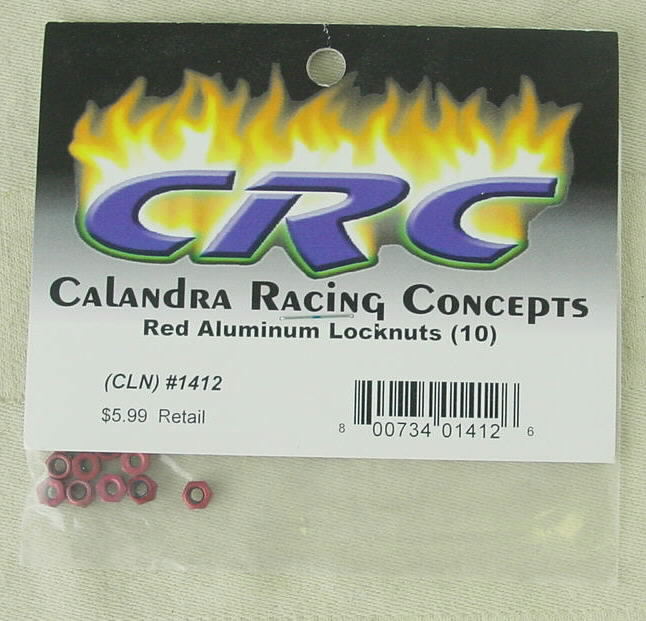 CRC
Calandra Racing Concepts
Red Aluminum Locknuts (10)
(CLN) #1412
$5.99 Retail
8 00734 01412 6